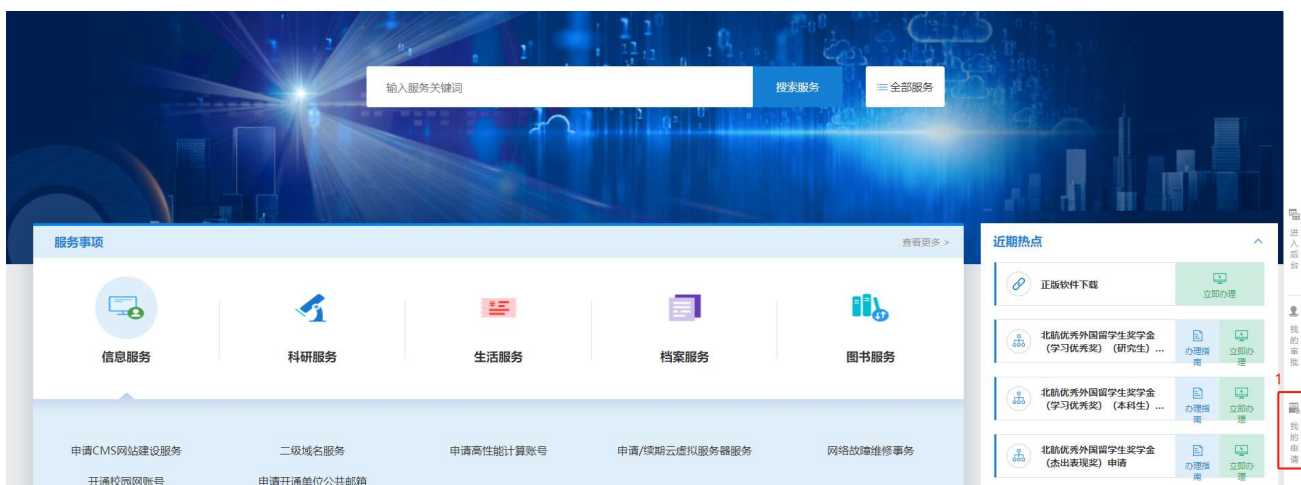 输入服务关键词
搜索服务
全部服务
服务事项
查看更多 >
信息服务
科研服务
生活服务
档案服务
图书服务
申请CMS网站建设服务
二级域名服务
申请高性能计算账号
申请/续期云虚拟服务器服务
网络故障维修事务
开通校园网账号
申请开通单位公共邮箱
近期热点
正版软件下载
立即办理
北航优秀外国留学生奖学金
（学习优秀奖）（研究生）...
办理指
南
立即办
理
北航优秀外国留学生奖学金
（学习优秀奖）（本科生）...
办理指
南
立即办
理
北航优秀外国留学生奖学金
（杰出表现奖）申请
办理指
南
立即办
理
进
入
后
台
我
的
审
批
1
我
的
申
请